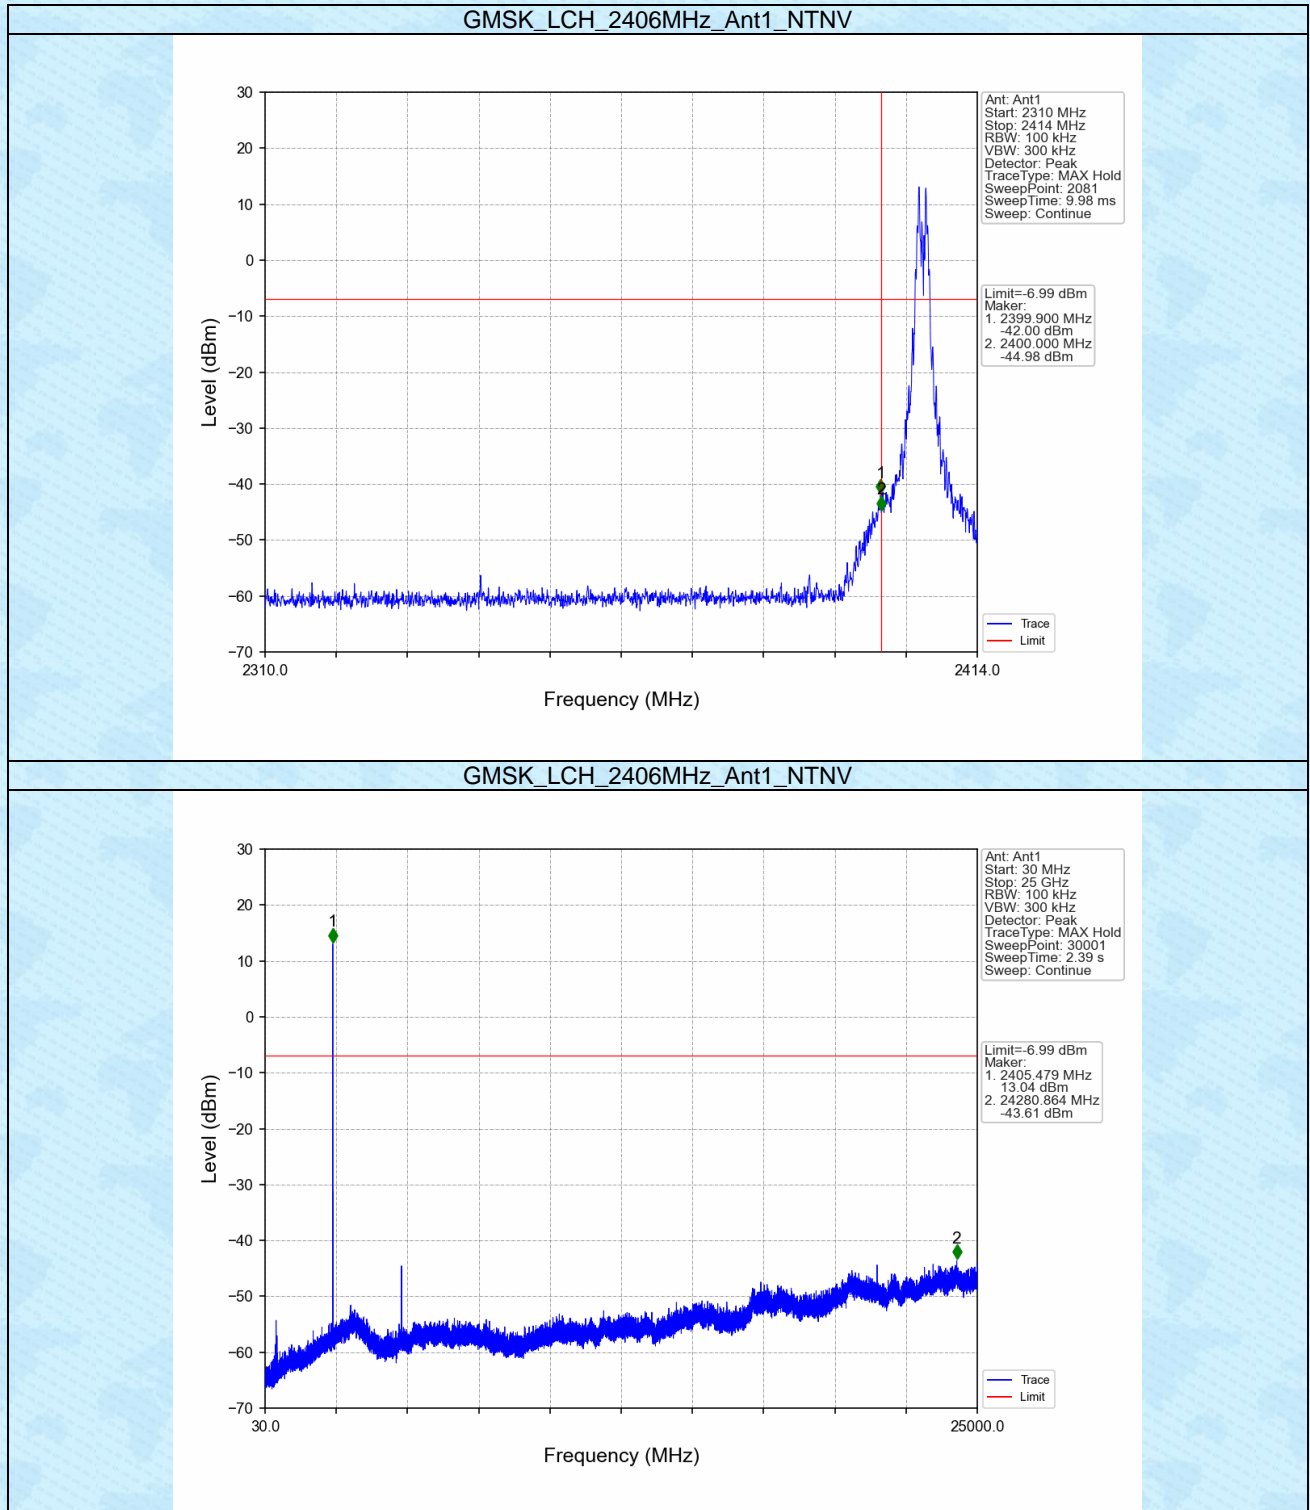 GMSK_LCH_2406MHz_Ant1_NTNV
30
20
10
0
−10
−20
−30
−40
−50
−60
−70
Level (dBm)
2310.0
2414.0
Frequency (MHz)
1
2
Ant: Ant1
Start: 2310 MHz
Stop: 2414 MHz
RBW: 100 kHz
VBW: 300 kHz
Detector: Peak
TraceType: MAX Hold
SweepPoint: 2081
SweepTime: 9.98 ms
Sweep: Continue
Limit=-6.99 dBm
Maker:
1. 2399.900 MHz
-42.00 dBm
2. 2400.000 MHz
-44.98 dBm
Trace
Limit
GMSK_LCH_2406MHz_Ant1_NTNV
30
20
10
0
−10
−20
−30
−40
−50
−60
−70
Level (dBm)
30.0
25000.0
Frequency (MHz)
1
2
Ant: Ant1
Start: 30 MHz
Stop: 25 GHz
RBW: 100 kHz
VBW: 300 kHz
Detector: Peak
TraceType: MAX Hold
SweepPoint: 30001
SweepTime: 2.39 s
Sweep: Continue
Limit=-6.99 dBm
Maker:
1. 2405.479 MHz
13.04 dBm
2. 24280.864 MHz
-43.61 dBm
Trace
Limit